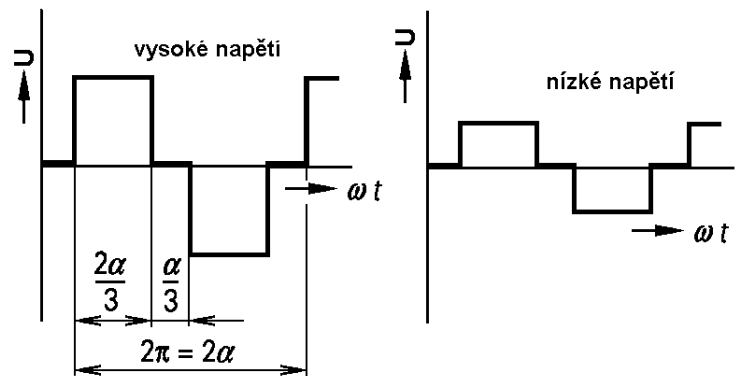 U
vysoké napětí
ω t
2α/3
α/3
2π = 2α
U
nízké napětí
ω t